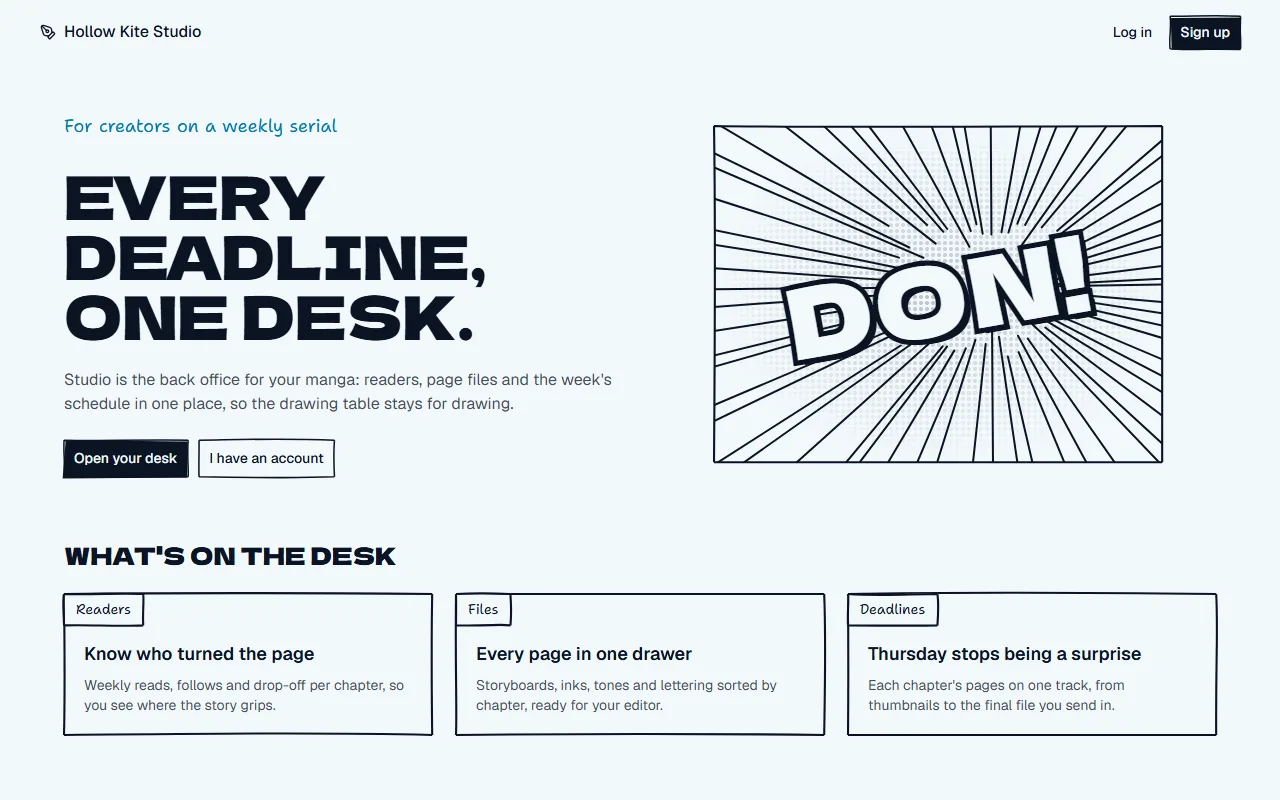 Hollow Kite Studio
Log in
Sign up
For creators on a weekly serial
EVERY
DEADLINE,
ONE DESK.
Studio is the back office for your manga: readers, page files and the week's
schedule in one place, so the drawing table stays for drawing.
Open your desk
I have an account
DON!
WHAT'S ON THE DESK
Readers
Know who turned the page
Weekly reads, follows and drop-off per chapter, so
you see where the story grips.
Files
Every page in one drawer
Storyboards, inks, tones and lettering sorted by
chapter, ready for your editor.
Deadlines
Thursday stops being a surprise
Each chapter's pages on one track, from
thumbnails to the final file you send in.